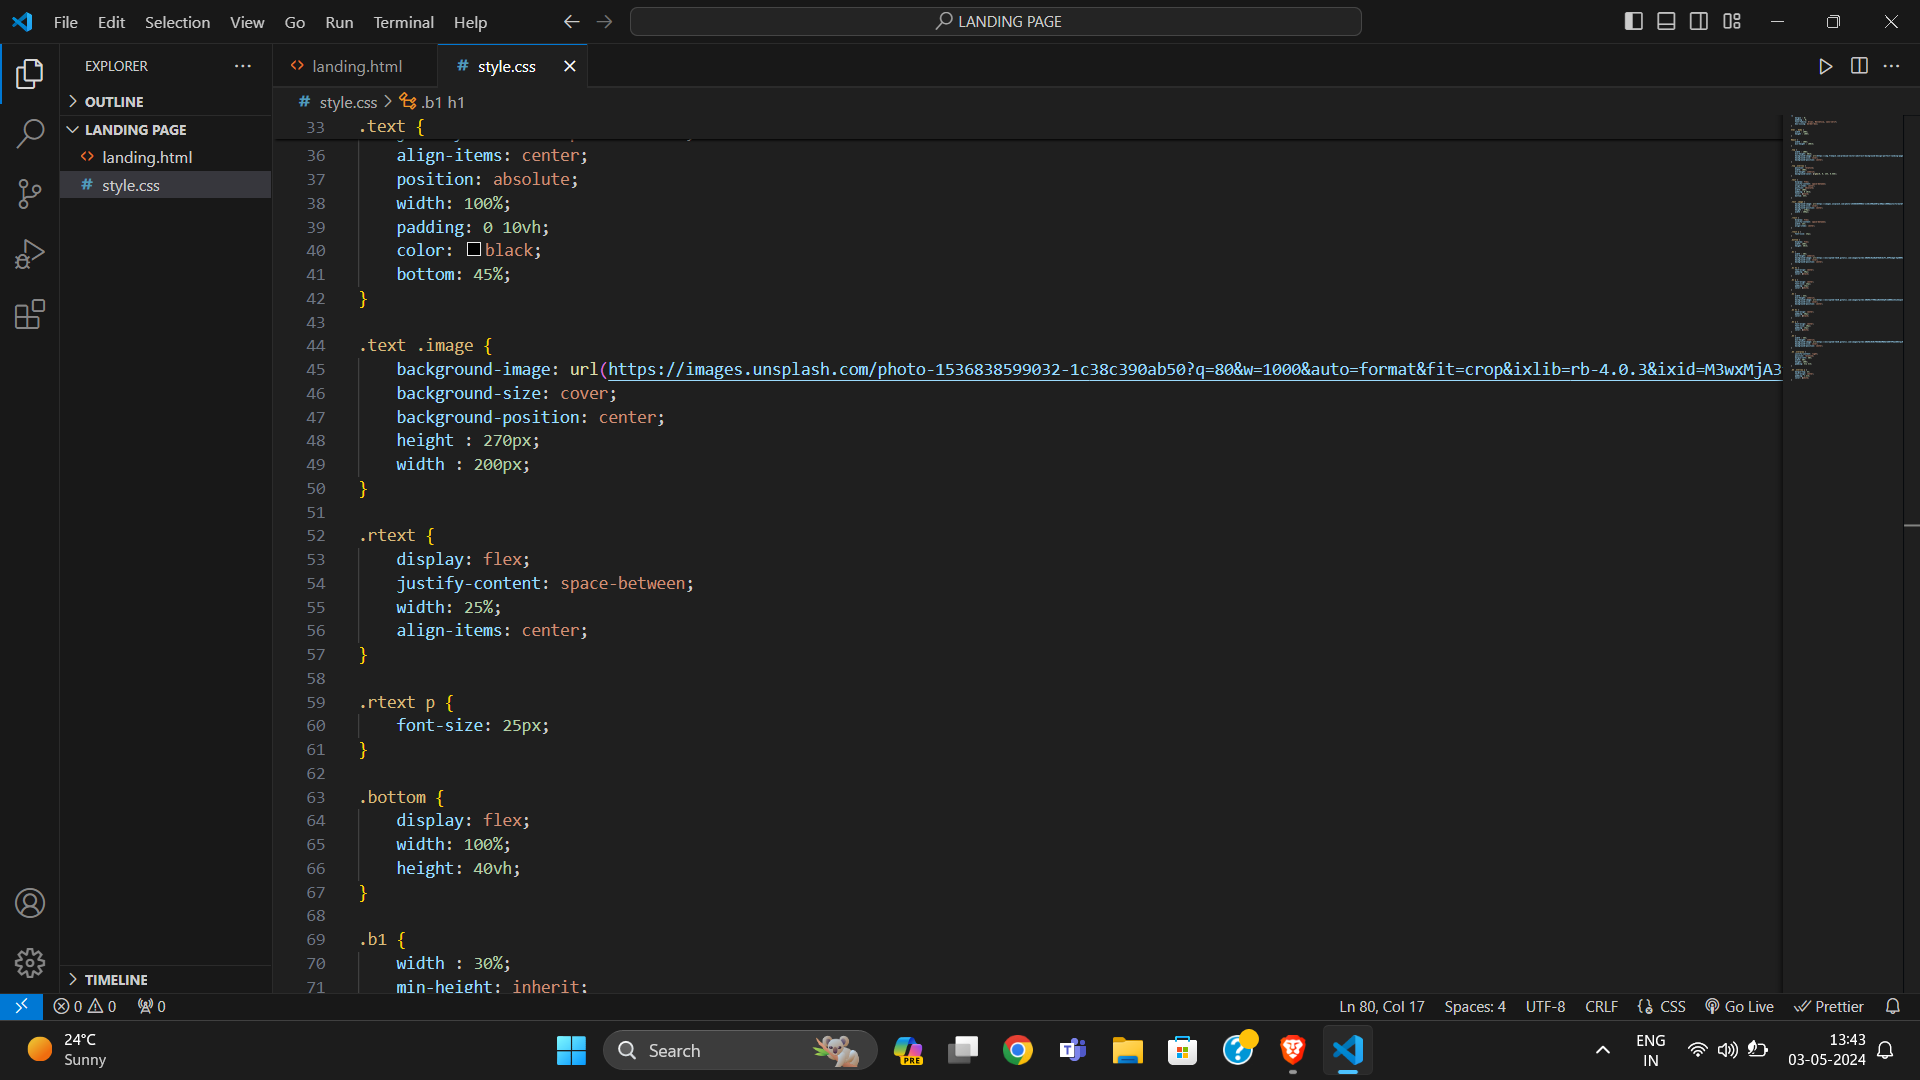 File Edit Selection View Go Run Terminal Help
LANDING PAGE
EXPLORER
OUTLINE
LANDING PAGE
landing.html
style.css
TIMELINE
landing.html
style.css
style.css > .b1 h1
33 .text {
36 align-items: center;
37 position: absolute;
38 width: 100%;
39 padding: 0 10vh;
40 color: black;
41 bottom: 45%;
42 }
43
44 .text .image {
45 background-image: url(https://images.unsplash.com/photo-1536838599032-1c38c390ab50?q=80&w=1000&auto=format&fit=crop&ixlib=rb-4.0.3&ixid=M3wxMjA3
46 background-size: cover;
47 background-position: center;
48 height : 270px;
49 width : 200px;
50 }
51
52 .rtext {
53 display: flex;
54 justify-content: space-between;
55 width: 25%;
56 align-items: center;
57 }
58
59 .rtext p {
60 font-size: 25px;
61 }
62
63 .bottom {
64 display: flex;
65 width: 100%;
66 height: 40vh;
67 }
68
69 .b1 {
70 width : 30%;
71 min-height: inherit;
0 0 0
Ln 80, Col 17 Spaces: 4 UTF-8 CRLF CSS Go Live Prettier
24°C
Sunny
Search
PRE
ENG
IN
13:43
03-05-2024